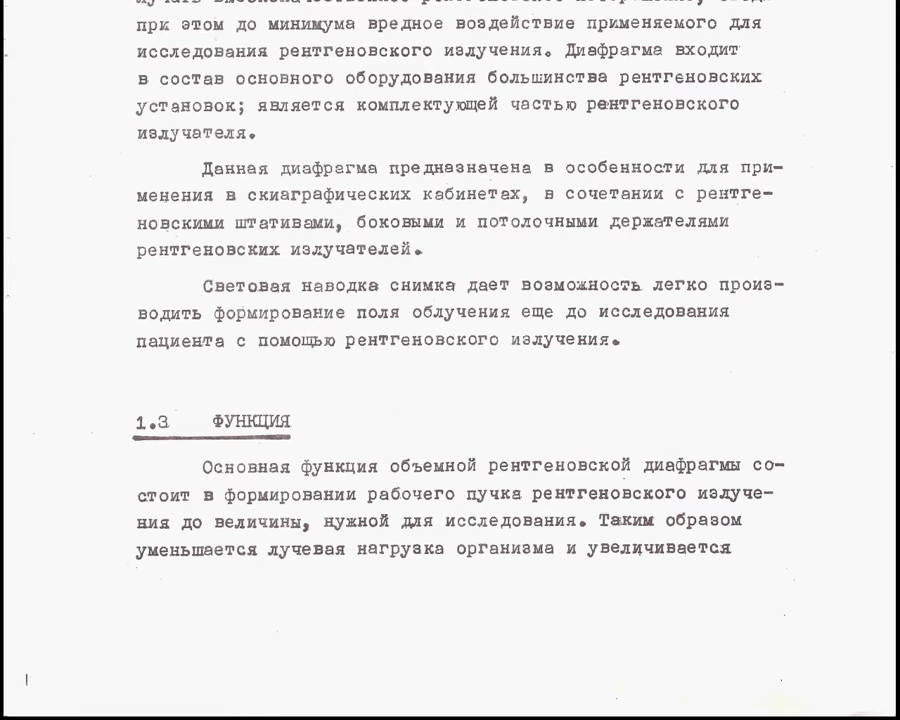 при этом до минимума вредное воздействие применяемого для
исследования рентгеновского излучения. Диафрагма входит
в состав основного оборудования большинства рентгеновских
установок; является комплектующей частью рентгеновского
излучателя.
Данная диафрагма предназначена в особенности для при-
менения в скиаграфических кабинетах, в сочетании с рентге-
новскими штативами, боковыми и потолочными держателями
рентгеновских излучателей.
Световая наводка снимка дает возможность легко произ-
водить формирование поля облучения еще до исследования
пациента с помощью рентгеновского излучения.
1.3 ФУНКЦИЯ
Основная функция объемной рентгеновской диафрагмы со-
стоит в формировании рабочего пучка рентгеновского излуче-
ния до величины, нужной для исследования. Таким образом
уменьшается лучевая нагрузка организма и увеличивается